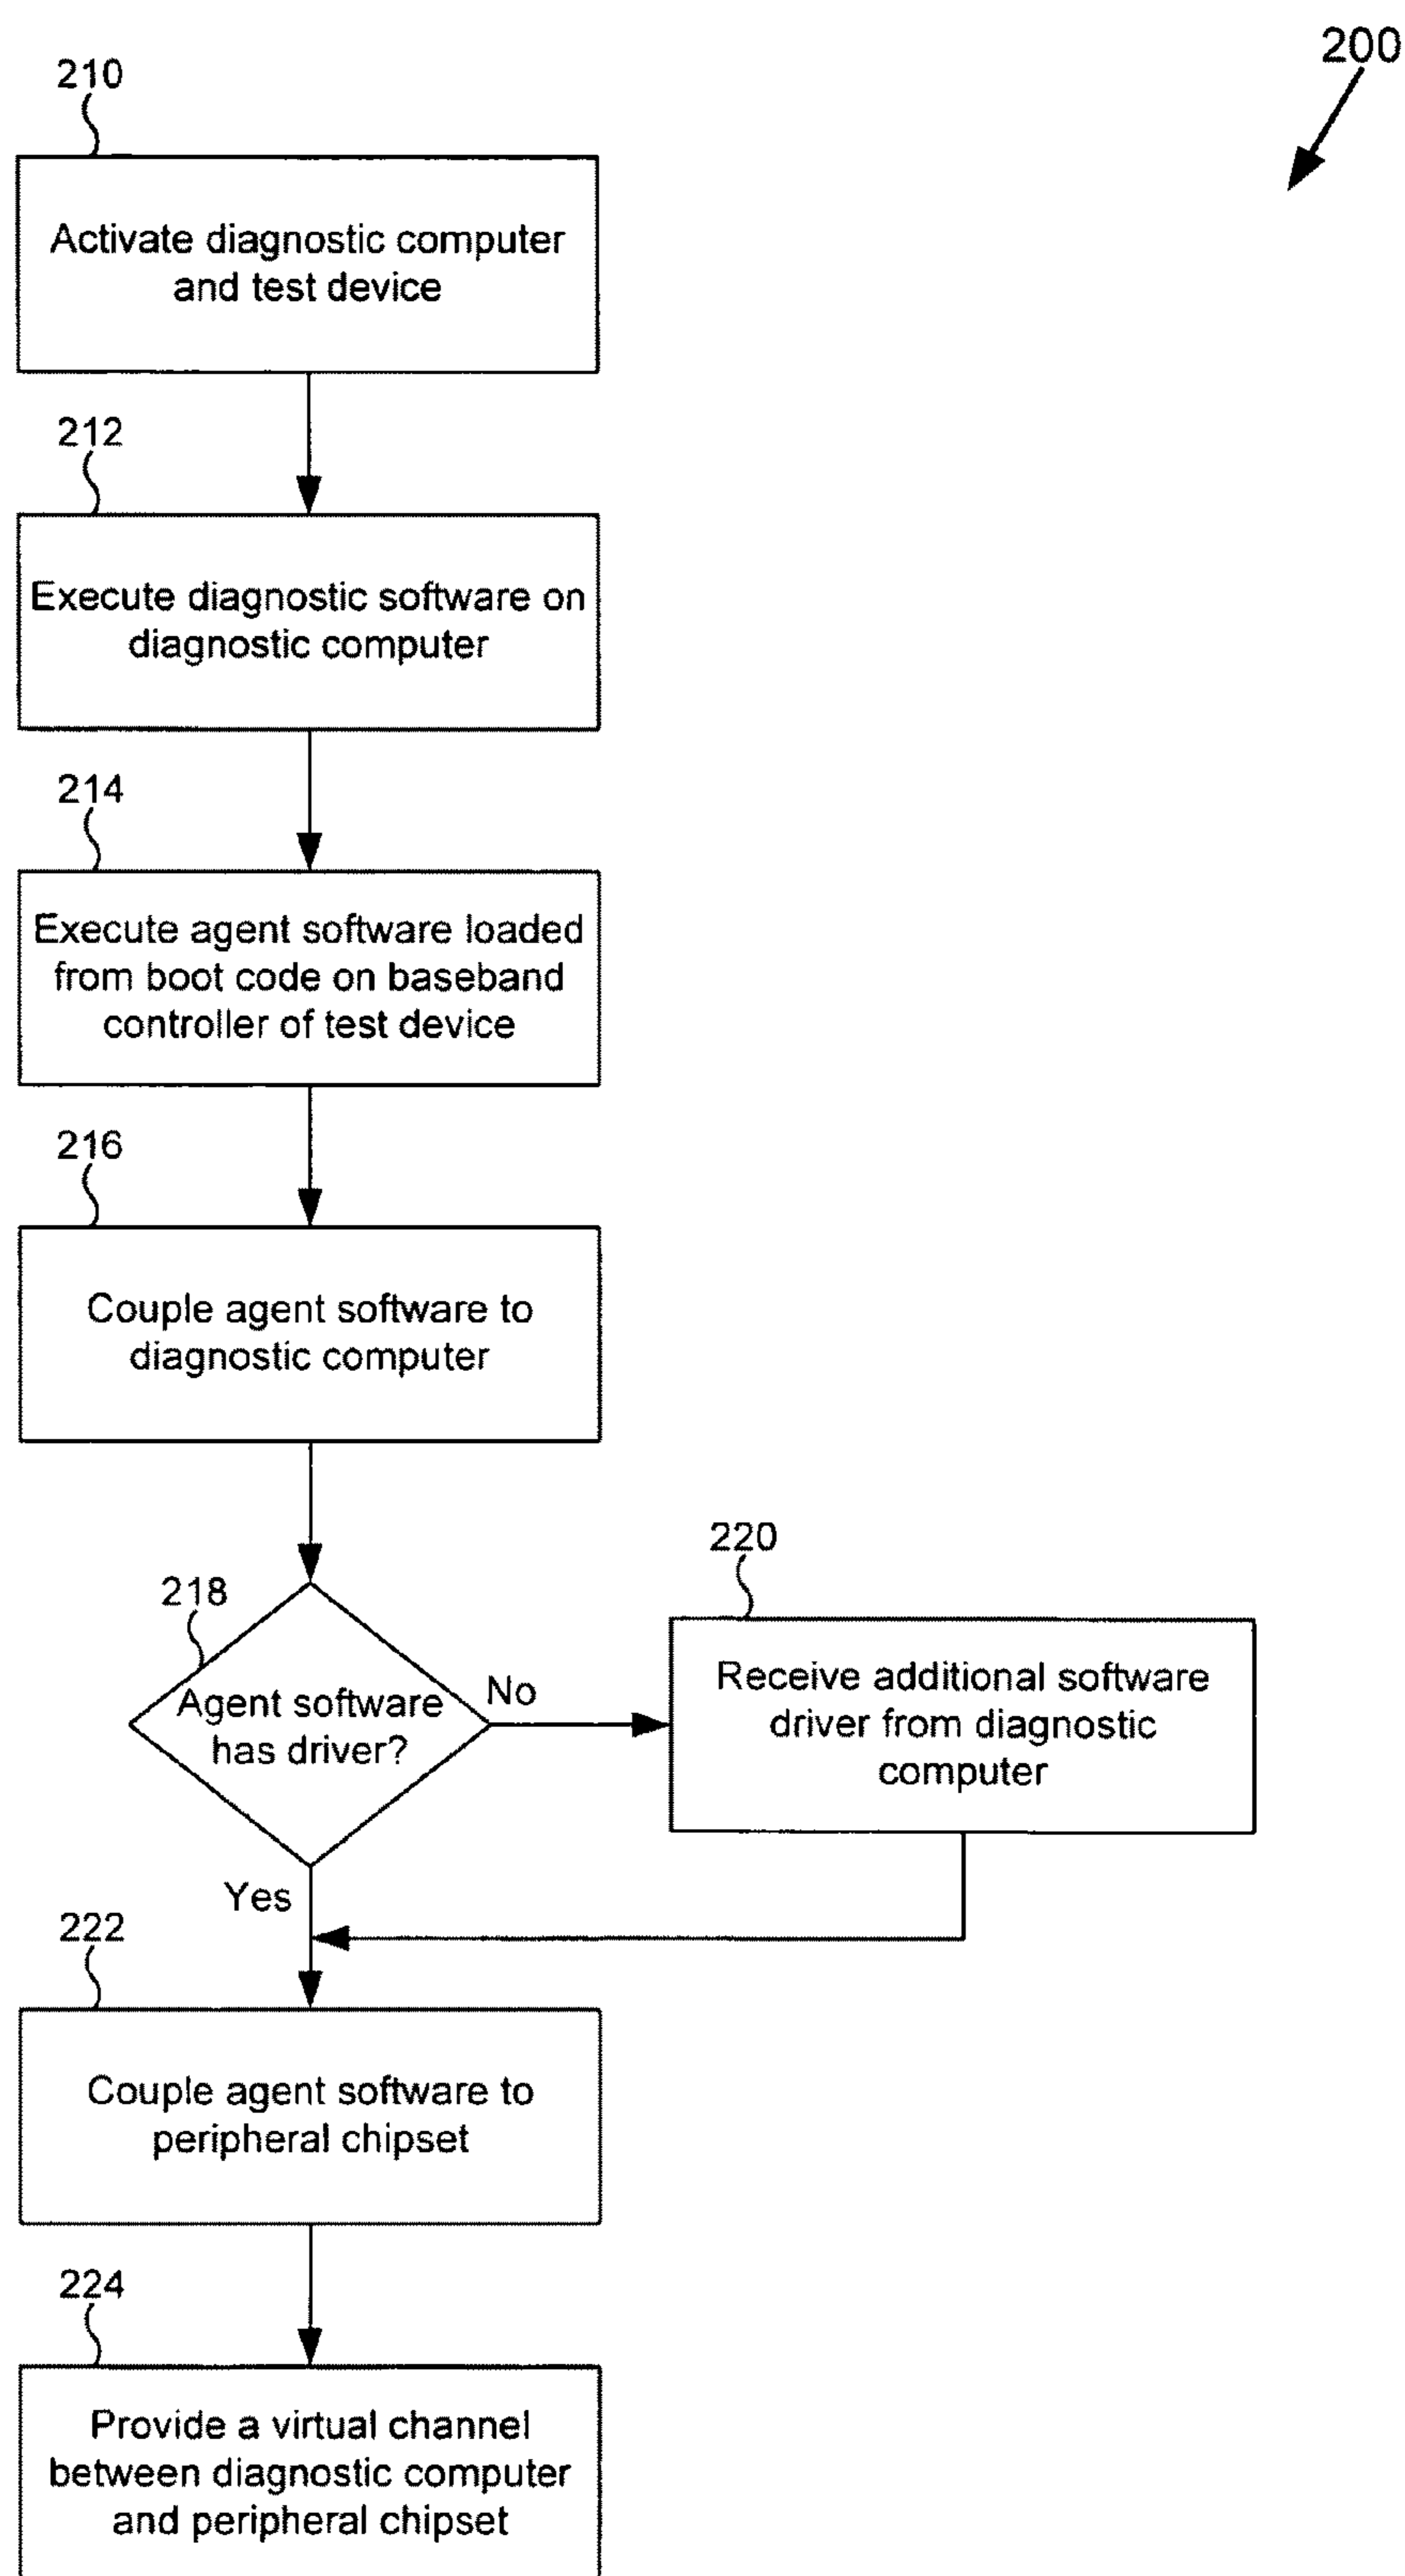 200
210
Activate diagnostic computer
and test device
212
Execute diagnostic software on
diagnostic computer
214
Execute agent software loaded
from boot code on baseband
controller of test device
216
Couple agent software to
diagnostic computer
218
Agent software
has driver?
No
220
Receive additional software
driver from diagnostic
computer
Yes
222
Couple agent software to
peripheral chipset
224
Provide a virtual channel
between diagnostic computer
and peripheral chipset